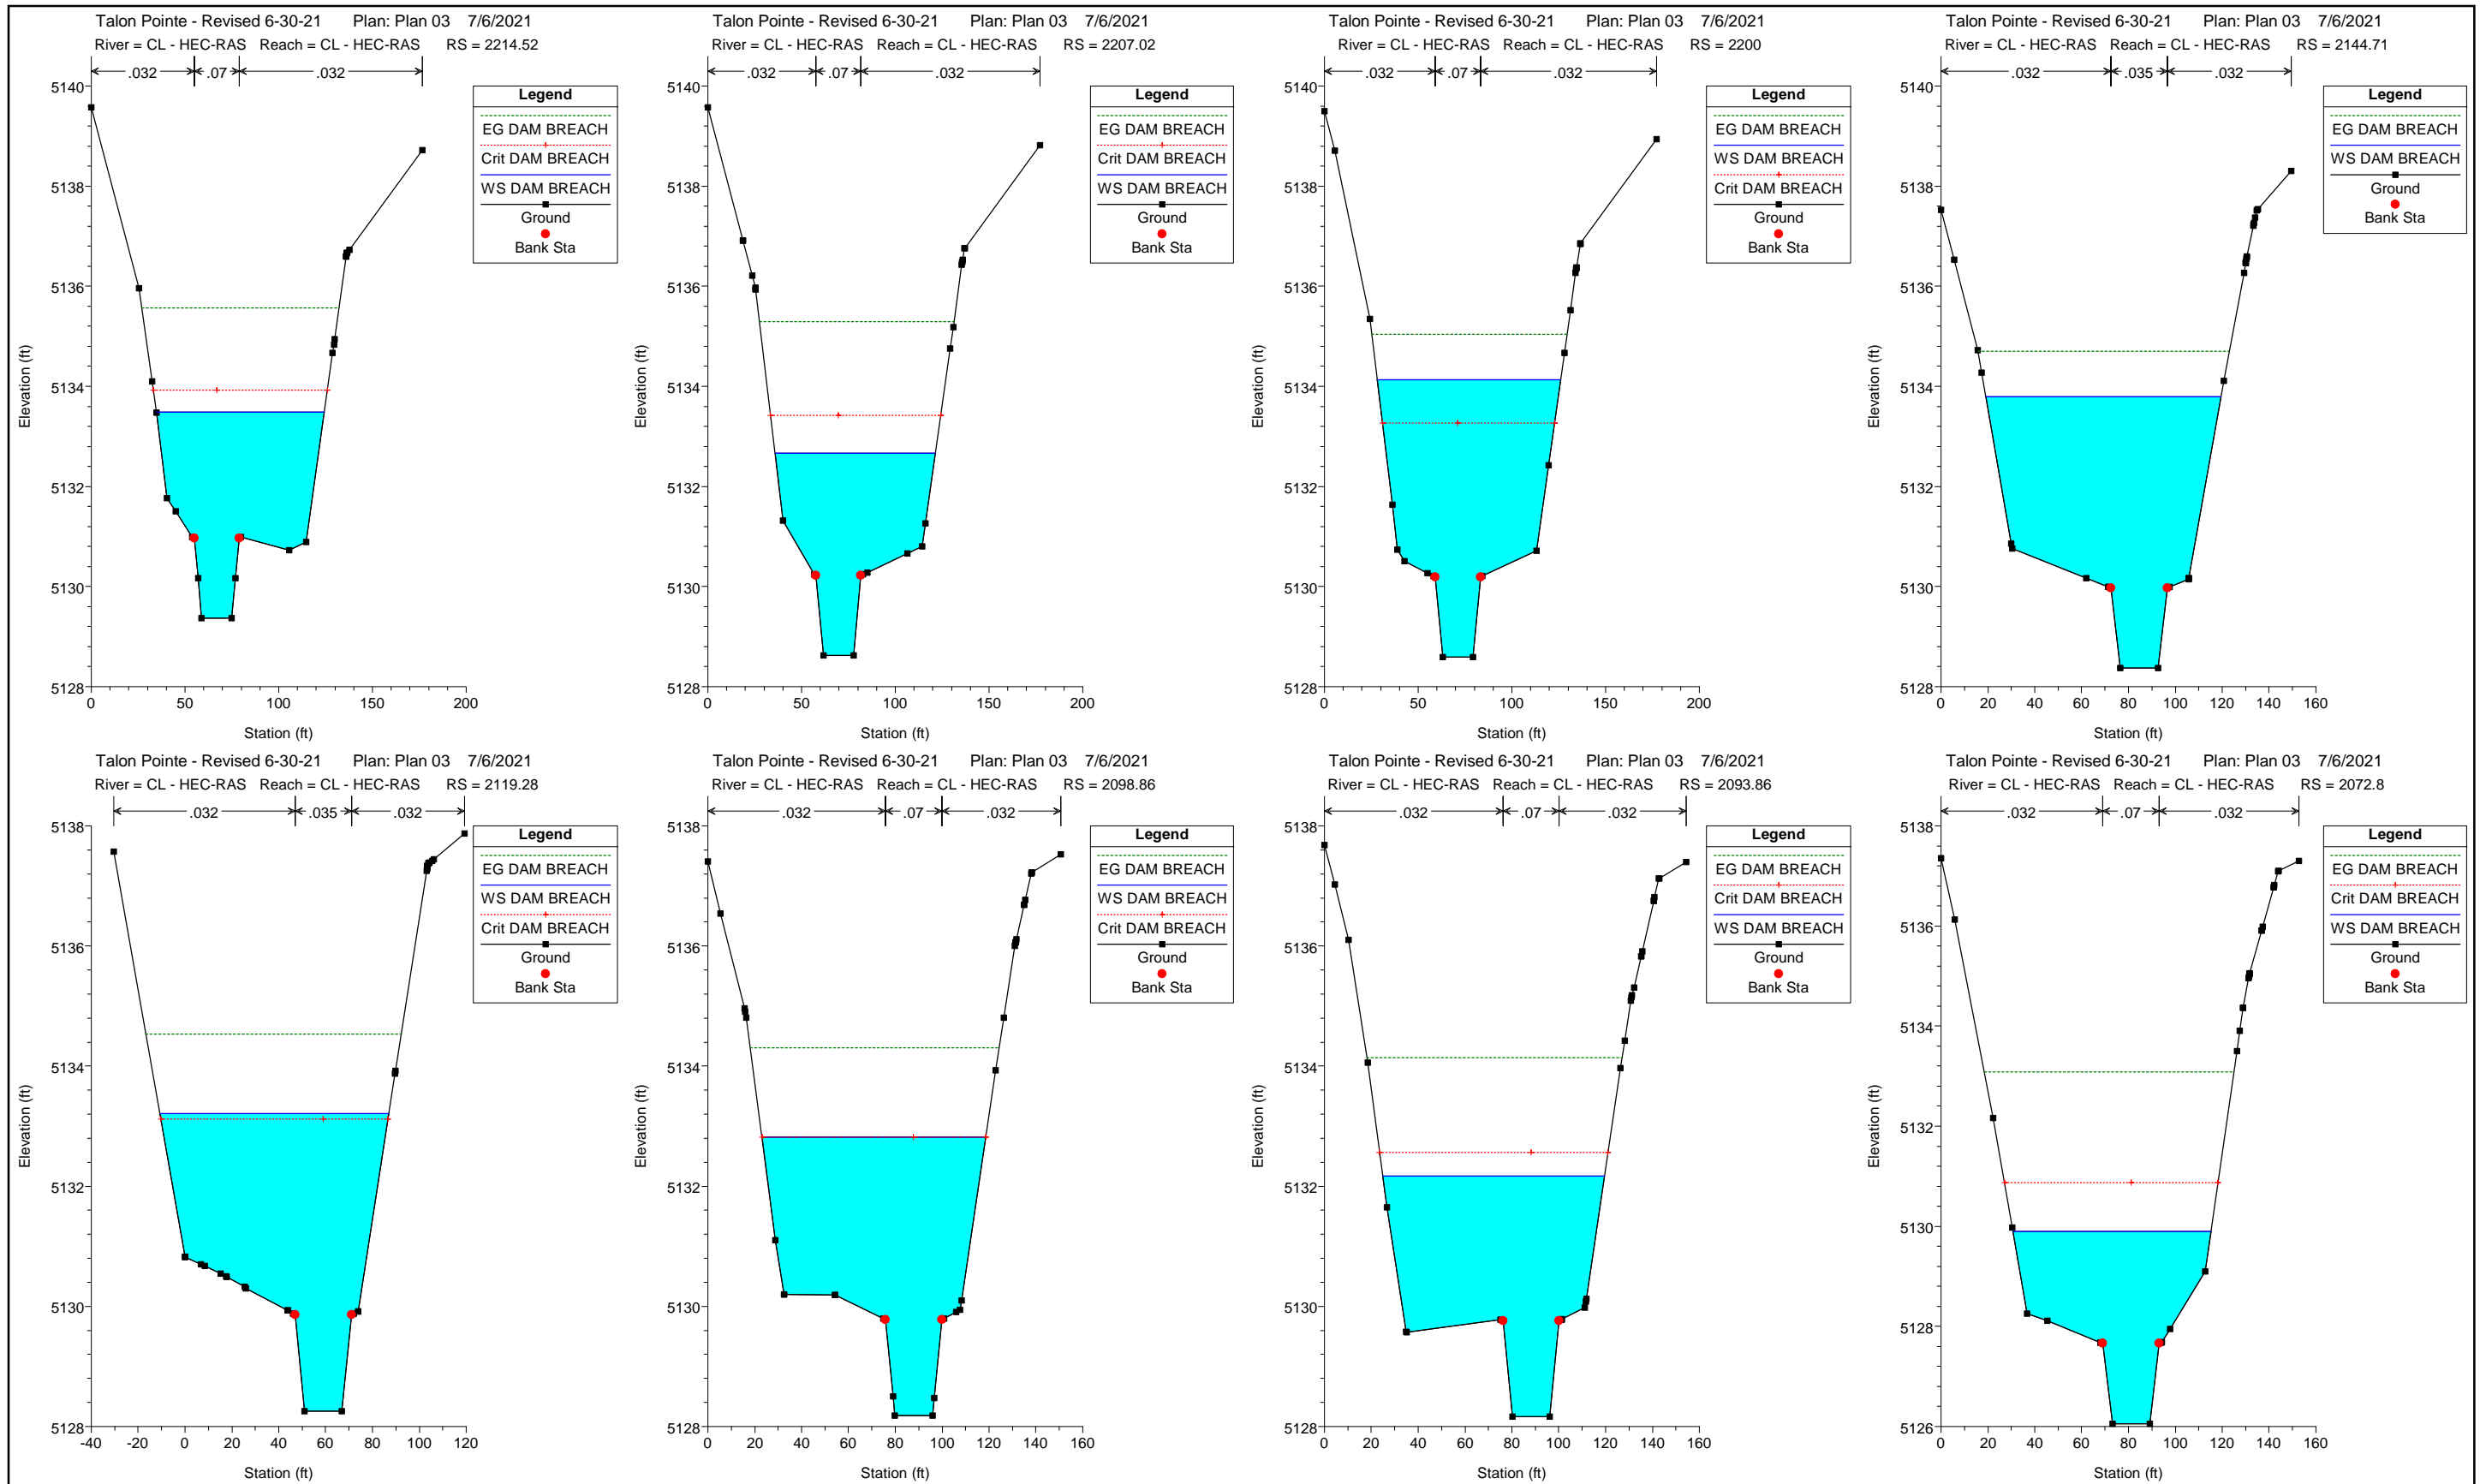 Talon Pointe - Revised 6-30-21 Plan: Plan 03 7/6/2021
River = CL - HEC-RAS Reach = CL - HEC-RAS RS = 2214.52
.032 .07 .032
Legend
EG DAM BREACH
Crit DAM BREACH
WS DAM BREACH
Ground
Bank Sta
5140
5138
5136
5134
5132
5130
5128
Elevation (ft)
0 50 100 150 200
Station (ft)
Talon Pointe - Revised 6-30-21 Plan: Plan 03 7/6/2021
River = CL - HEC-RAS Reach = CL - HEC-RAS RS = 2207.02
.032 .07 .032
Legend
EG DAM BREACH
Crit DAM BREACH
WS DAM BREACH
Ground
Bank Sta
5140
5138
5136
5134
5132
5130
5128
Elevation (ft)
0 50 100 150 200
Station (ft)
Talon Pointe - Revised 6-30-21 Plan: Plan 03 7/6/2021
River = CL - HEC-RAS Reach = CL - HEC-RAS RS = 2200
.032 .07 .032
Legend
EG DAM BREACH
WS DAM BREACH
Crit DAM BREACH
Ground
Bank Sta
5140
5138
5136
5134
5132
5130
5128
Elevation (ft)
0 50 100 150 200
Station (ft)
Talon Pointe - Revised 6-30-21 Plan: Plan 03 7/6/2021
River = CL - HEC-RAS Reach = CL - HEC-RAS RS = 2144.71
.032 .035 .032
Legend
EG DAM BREACH
WS DAM BREACH
Ground
Bank Sta
5140
5138
5136
5134
5132
5130
5128
Elevation (ft)
0 20 40 60 80 100 120 140 160
Station (ft)
Talon Pointe - Revised 6-30-21 Plan: Plan 03 7/6/2021
River = CL - HEC-RAS Reach = CL - HEC-RAS RS = 2119.28
.032 .035 .032
Legend
EG DAM BREACH
WS DAM BREACH
Crit DAM BREACH
Ground
Bank Sta
5138
5136
5134
5132
5130
5128
Elevation (ft)
-40 -20 0 20 40 60 80 100 120
Station (ft)
Talon Pointe - Revised 6-30-21 Plan: Plan 03 7/6/2021
River = CL - HEC-RAS Reach = CL - HEC-RAS RS = 2098.86
.032 .07 .032
Legend
EG DAM BREACH
WS DAM BREACH
Crit DAM BREACH
Ground
Bank Sta
5138
5136
5134
5132
5130
5128
Elevation (ft)
0 20 40 60 80 100 120 140 160
Station (ft)
Talon Pointe - Revised 6-30-21 Plan: Plan 03 7/6/2021
River = CL - HEC-RAS Reach = CL - HEC-RAS RS = 2093.86
.032 .07 .032
Legend
EG DAM BREACH
Crit DAM BREACH
WS DAM BREACH
Ground
Bank Sta
5138
5136
5134
5132
5130
5128
Elevation (ft)
0 20 40 60 80 100 120 140 160
Station (ft)
Talon Pointe - Revised 6-30-21 Plan: Plan 03 7/6/2021
River = CL - HEC-RAS Reach = CL - HEC-RAS RS = 2072.8
.032 .07 .032
Legend
EG DAM BREACH
Crit DAM BREACH
WS DAM BREACH
Ground
Bank Sta
5138
5136
5134
5132
5130
5128
5126
Elevation (ft)
0 20 40 60 80 100 120 140 160
Station (ft)